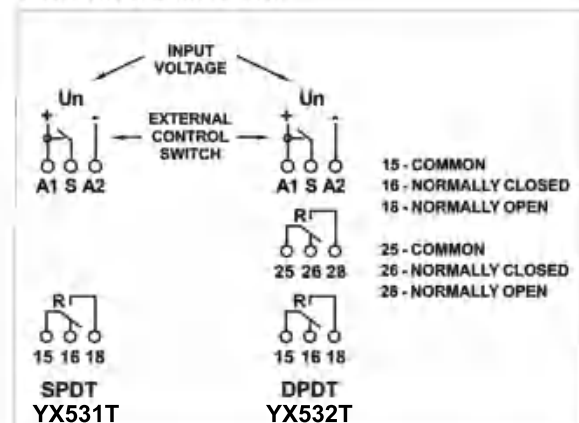 INPUT
VOLTAGE
Un
Un
+ -
+ -
EXTERNAL
CONTROL
SWITCH
A1 S A2
A1 S A2
15 - COMMON
16 - NORMALLY CLOSED
18 - NORMALLY OPEN
R
25 26 28
25 - COMMON
26 - NORMALLY CLOSED
28 - NORMALLY OPEN
R
R
15 16 18
15 16 18
SPDT
DPDT
YX531T
YX532T